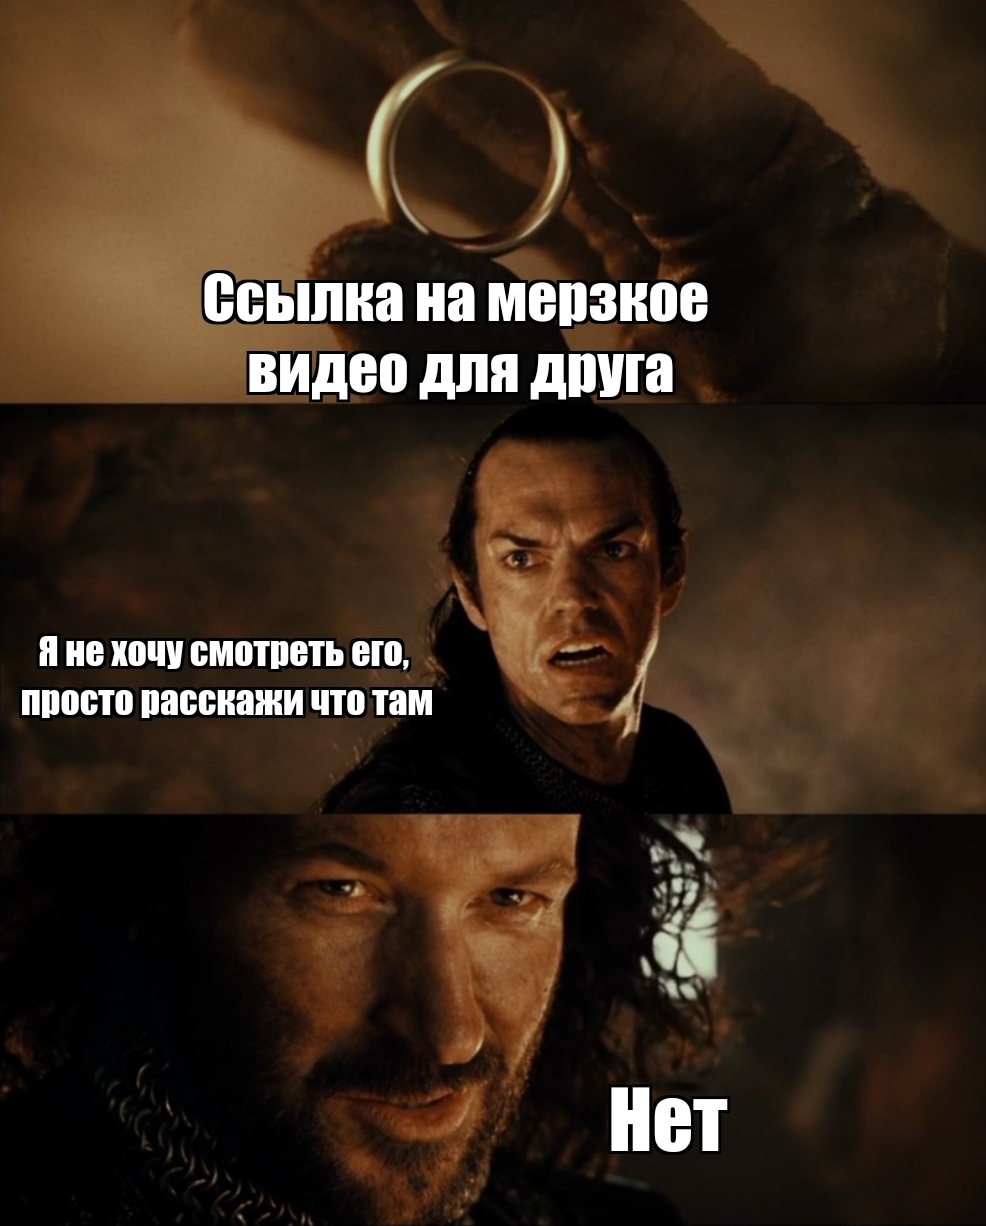 Ссылка на мерзкое
видео для друга
Я не хочу смотреть его,
просто расскажи что там
Нет